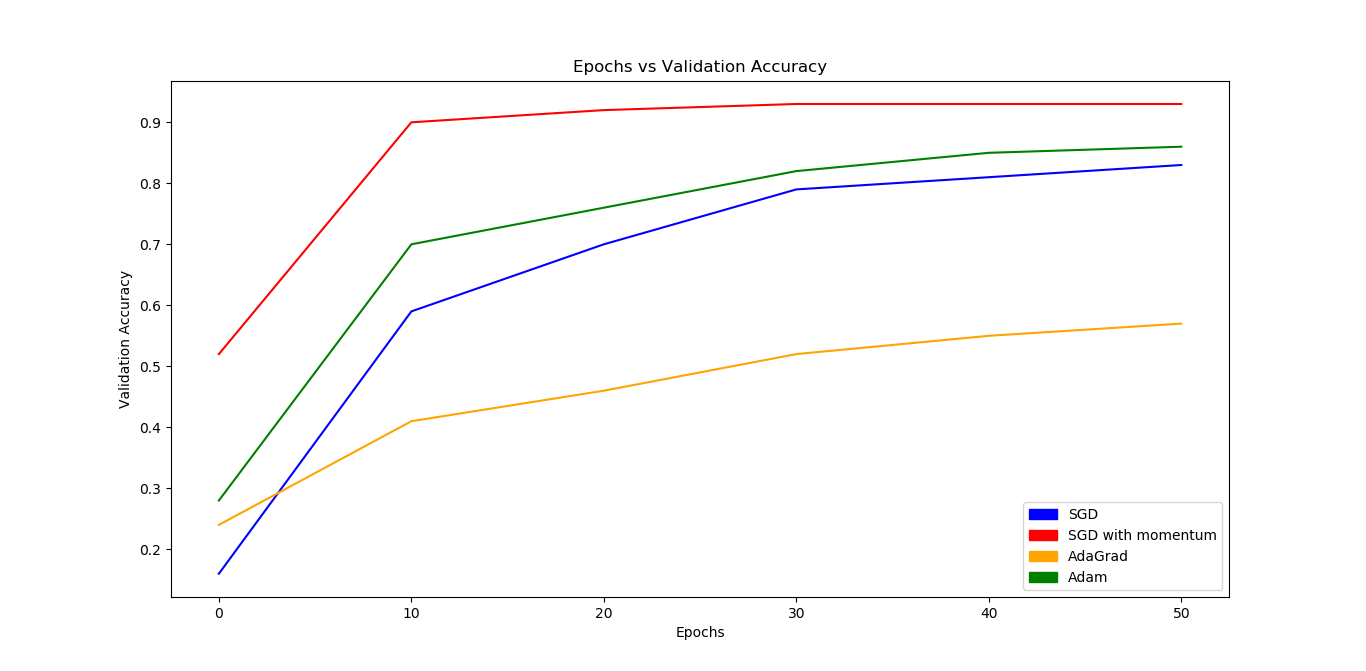 Epochs vs Validation Accuracy
Validation Accuracy
0.9
0.8
0.7
0.6
0.5
0.4
0.3
0.2
SGD
SGD with momentum
AdaGrad
Adam
0 10 20 30 40 50
Epochs